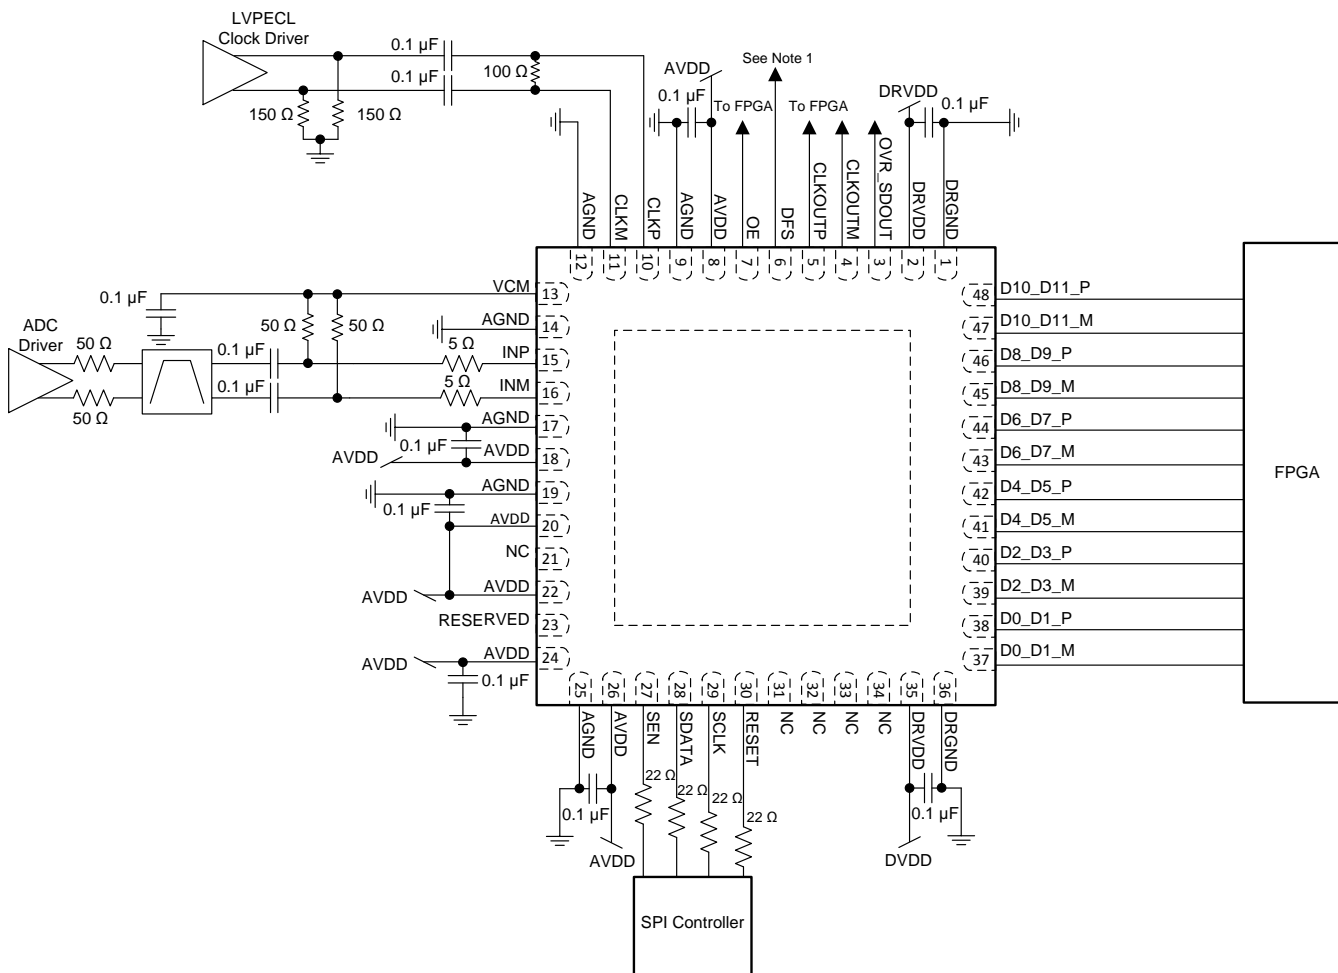 LVPECL
Clock Driver
0.1 µF
0.1 µF
100 Ω
150 Ω
150 Ω
See Note 1
AVDD
0.1 µF
To FPGA
To FPGA
DRVDD
0.1 µF
AGND
CLKM
CLKP
AGND
AVDD
OE
DFS
CLKOUTP
CLKOUTM
OVR_SDOUT
DRVDD
DRGND
12
11
10
9
8
7
6
5
4
3
2
1
0.1 µF
ADC
Driver
50 Ω
50 Ω
0.1 µF
0.1 µF
50 Ω
50 Ω
5 Ω
5 Ω
VCM
13
AGND
14
INP
15
INM
16
AGND
17
0.1 µF
AVDD
AVDD
18
AGND
19
0.1 µF
AVDD
20
NC
21
AVDD
AVDD
22
RESERVED
23
AVDD
AVDD
24
0.1 µF
48
D10_D11_P
47
D10_D11_M
46
D8_D9_P
45
D8_D9_M
44
D6_D7_P
43
D6_D7_M
42
D4_D5_P
41
D4_D5_M
40
D2_D3_P
39
D2_D3_M
38
D0_D1_P
37
D0_D1_M
FPGA
25
26
27
28
29
30
31
32
33
34
35
36
AGND
AVDD
SEN
SDATA
SCLK
RESET
NC
NC
NC
NC
DRVDD
DRGND
22 Ω
22 Ω
22 Ω
22 Ω
0.1 µF
AVDD
0.1 µF
DVDD
SPI Controller